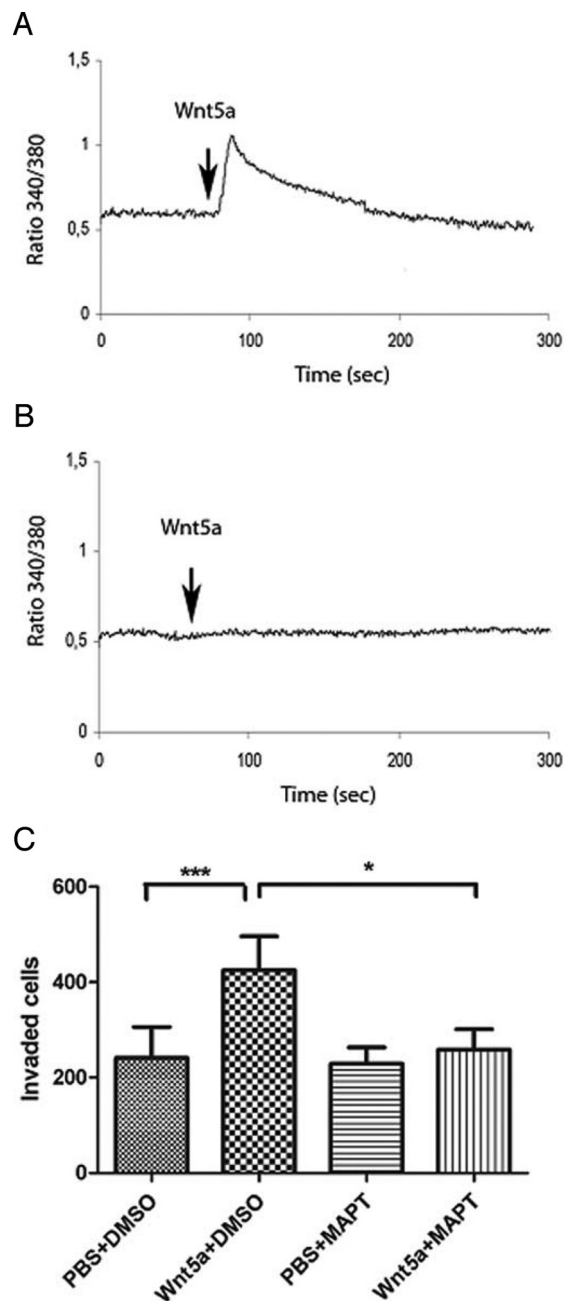 A
1,5
1
0,5
0
Ratio 340/380
Wnt5a
0 100 200 300
Time (sec)
B
1,5
1
0,5
0
Ratio 340/380
Wnt5a
0 100 200 300
Time (sec)
C
600
400
200
0
Invaded cells
***
*
PBS+DMSO
Wnt5a+DMSO
PBS+MAPT
Wnt5a+MAPT